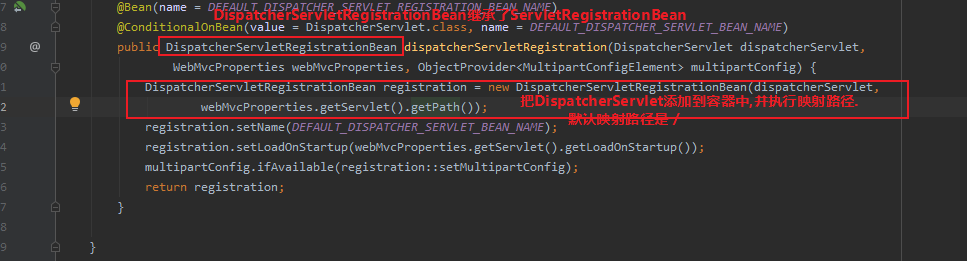 7 @Bean(name = DEFAULT_DISPATCHER_SERVLET_REGISTRATION_BEAN_NAME)
DispatcherServletRegistrationBean继承了ServletRegistrationBean
8 @ConditionalOnBean(value = DispatcherServlet.class, name = DEFAULT_DISPATCHER_SERVLET_BEAN_NAME)
9 @ public DispatcherServletRegistrationBean dispatcherServletRegistration(DispatcherServlet dispatcherServlet,
0 WebMvcProperties webMvcProperties, ObjectProvider<MultipartConfigElement> multipartConfig) {
1 DispatcherServletRegistrationBean registration = new DispatcherServletRegistrationBean(dispatcherServlet,
2 webMvcProperties.getServlet().getPath());
把DispatcherServlet添加到容器中,并执行映射路径.
默认映射路径是 /
3 registration.setName(DEFAULT_DISPATCHER_SERVLET_BEAN_NAME);
4 registration.setLoadOnStartup(webMvcProperties.getServlet().getLoadOnStartup());
5 multipartConfig.ifAvailable(registration::setMultipartConfig);
6 return registration;
7 }
8
9 }